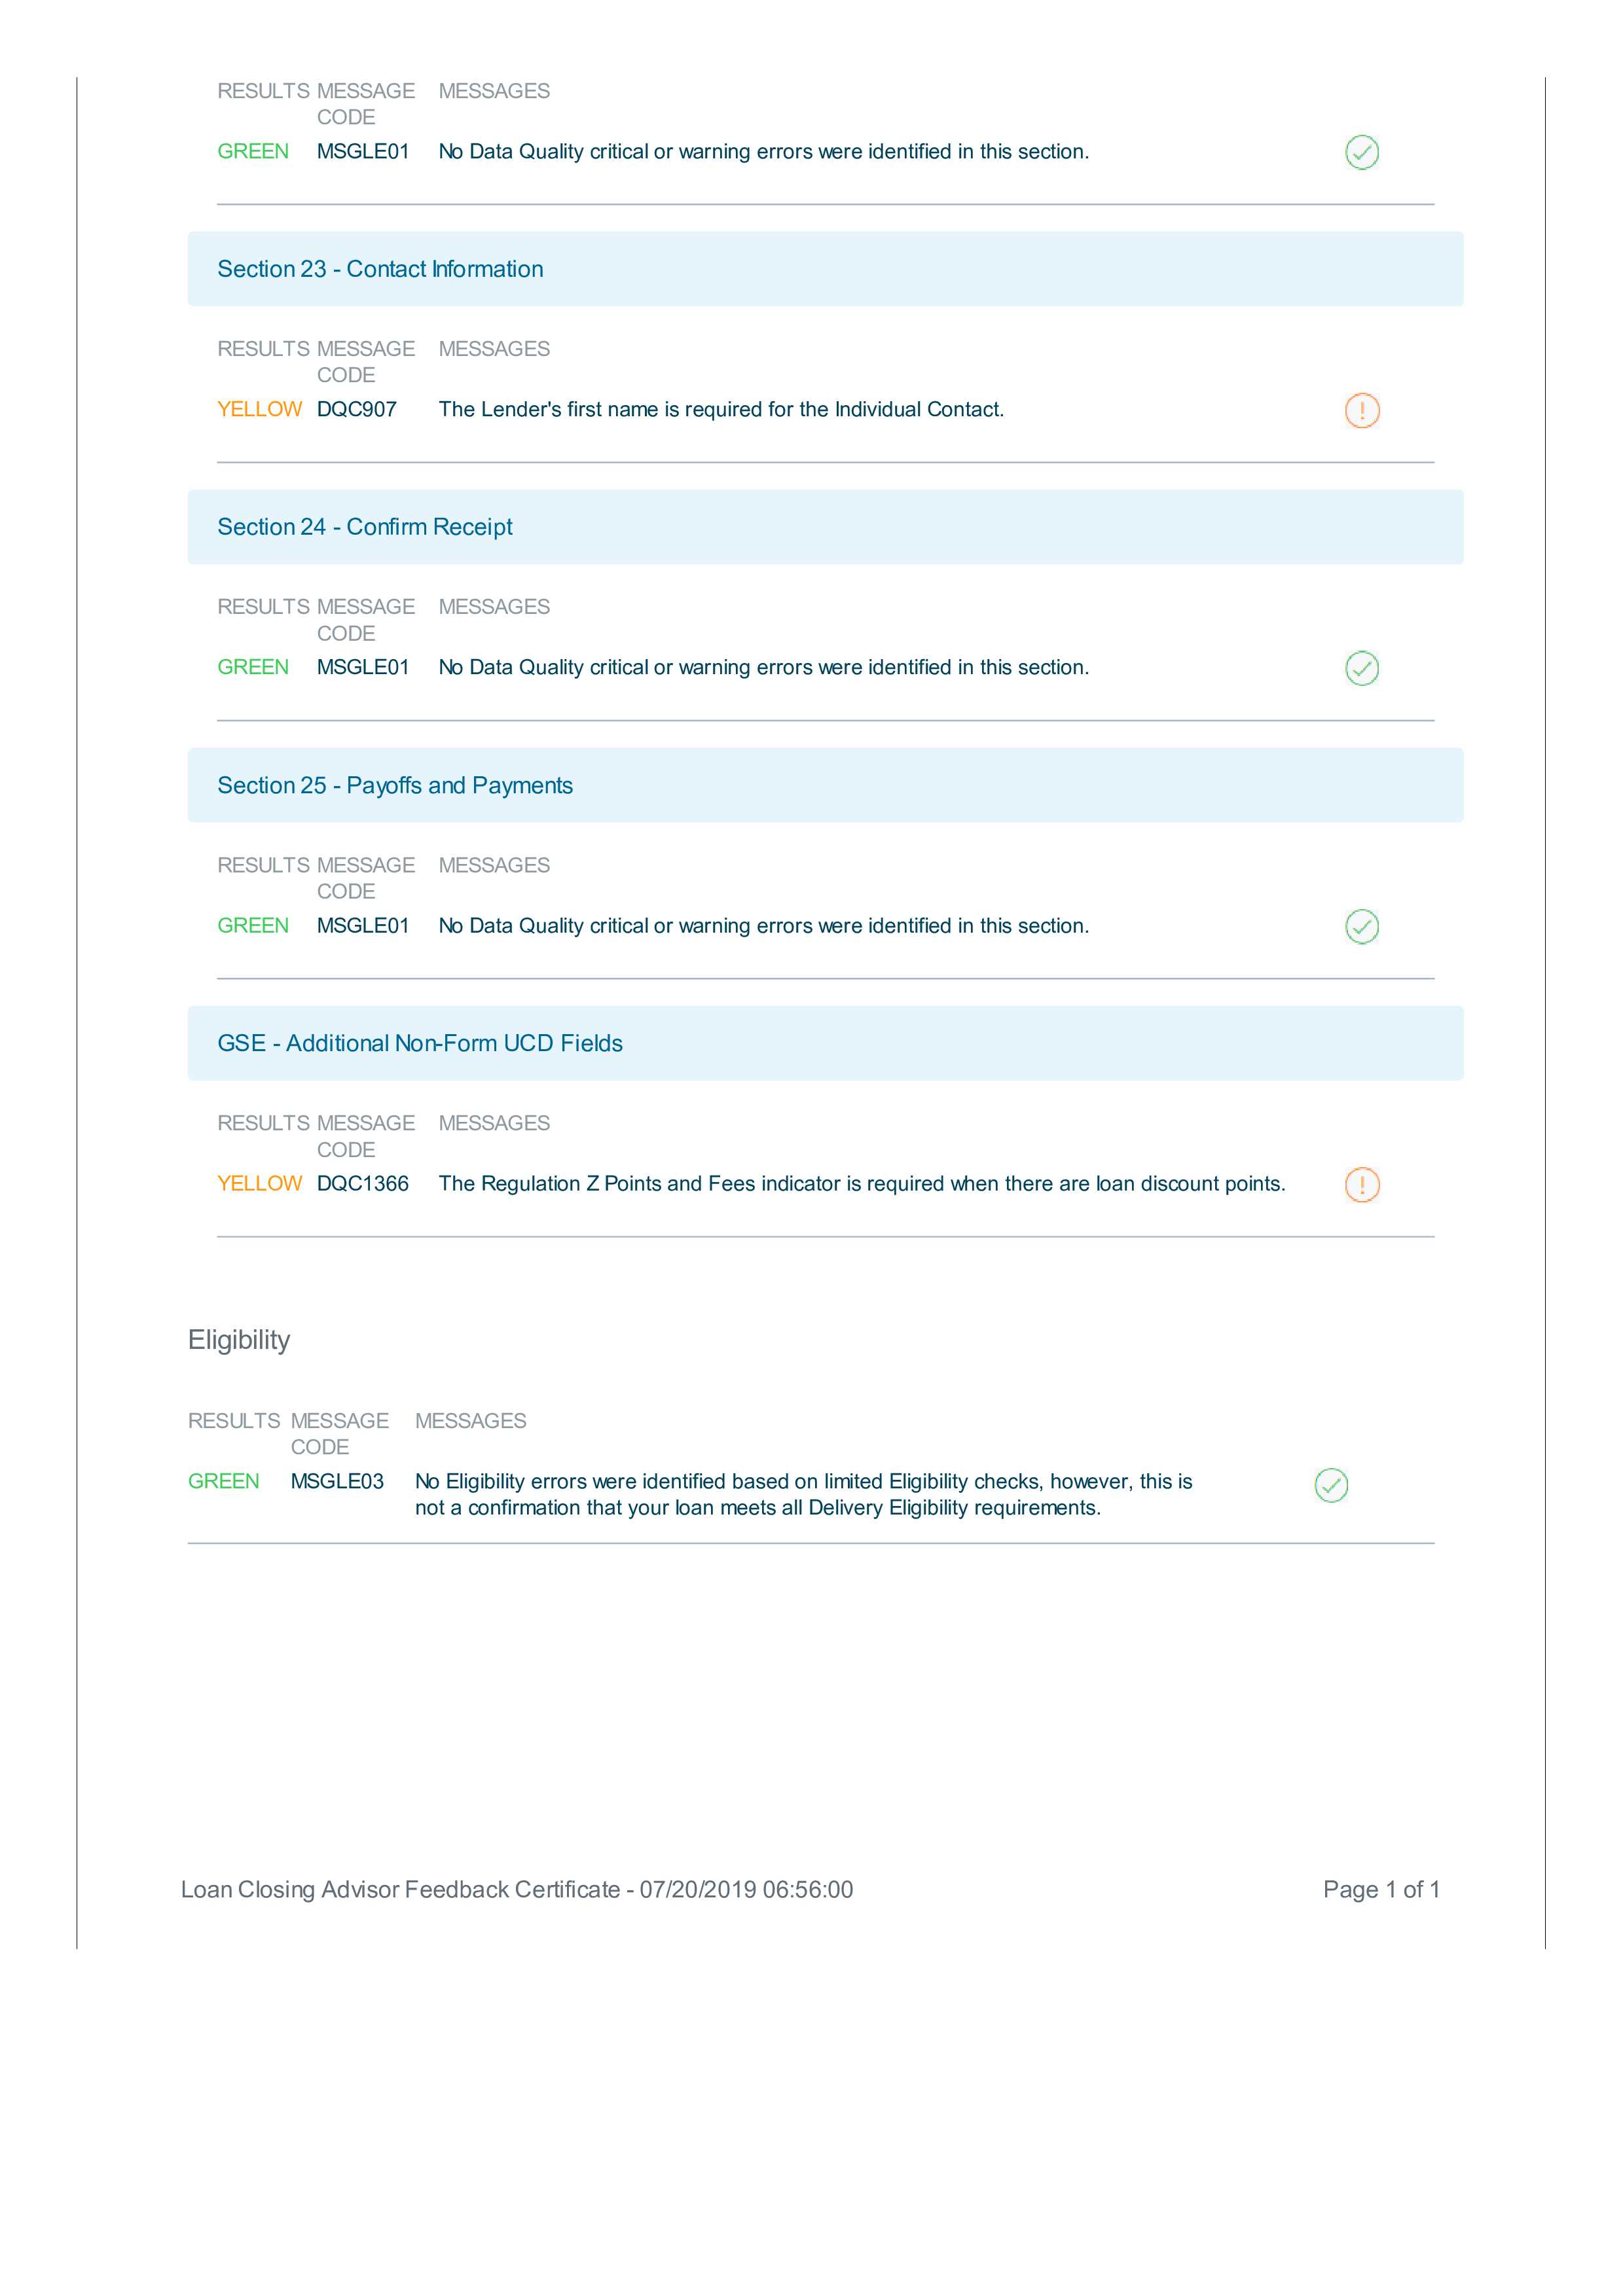 RESULTS MESSAGE CODE MESSAGES
GREEN MSGLE01 No Data Quality critical or warning errors were identified in this section.
Section 23 - Contact Information
RESULTS MESSAGE CODE MESSAGES
YELLOW DQC907 The Lender's first name is required for the Individual Contact.
Section 24 - Confirm Receipt
RESULTS MESSAGE CODE MESSAGES
GREEN MSGLE01 No Data Quality critical or warning errors were identified in this section.
Section 25 - Payoffs and Payments
RESULTS MESSAGE CODE MESSAGES
GREEN MSGLE01 No Data Quality critical or warning errors were identified in this section.
GSE - Additional Non-Form UCD Fields
RESULTS MESSAGE CODE MESSAGES
YELLOW DQC1366 The Regulation Z Points and Fees indicator is required when there are loan discount points.
Eligibility
RESULTS MESSAGE CODE MESSAGES
GREEN MSGLE03 No Eligibility errors were identified based on limited Eligibility checks, however, this is
not a confirmation that your loan meets all Delivery Eligibility requirements.
Loan Closing Advisor Feedback Certificate - 07/20/2019 06:56:00 Page 1 of 1